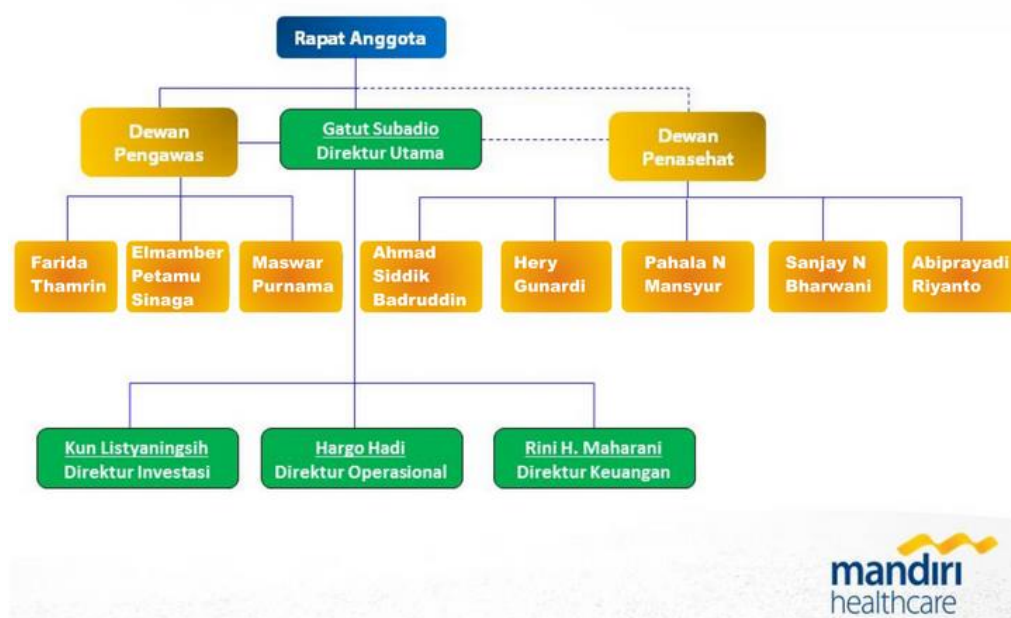 Rapat Anggota
Dewan
Pengawas
Gatut Subadio
Direktur Utama
Dewan
Penasehat
Farida
Thamrin
Elmamber
Petamu
Sinaga
Maswar
Purnama
Ahmad
Siddik
Badruddin
Hery
Gunardi
Pahala N
Mansyur
Sanjay N
Bharwani
Abiprayadi
Riyanto
Kun Listyaningsih
Direktur Investasi
Hargo Hadi
Direktur Operasional
Rini H. Maharani
Direktur Keuangan
mandırı
healthcare